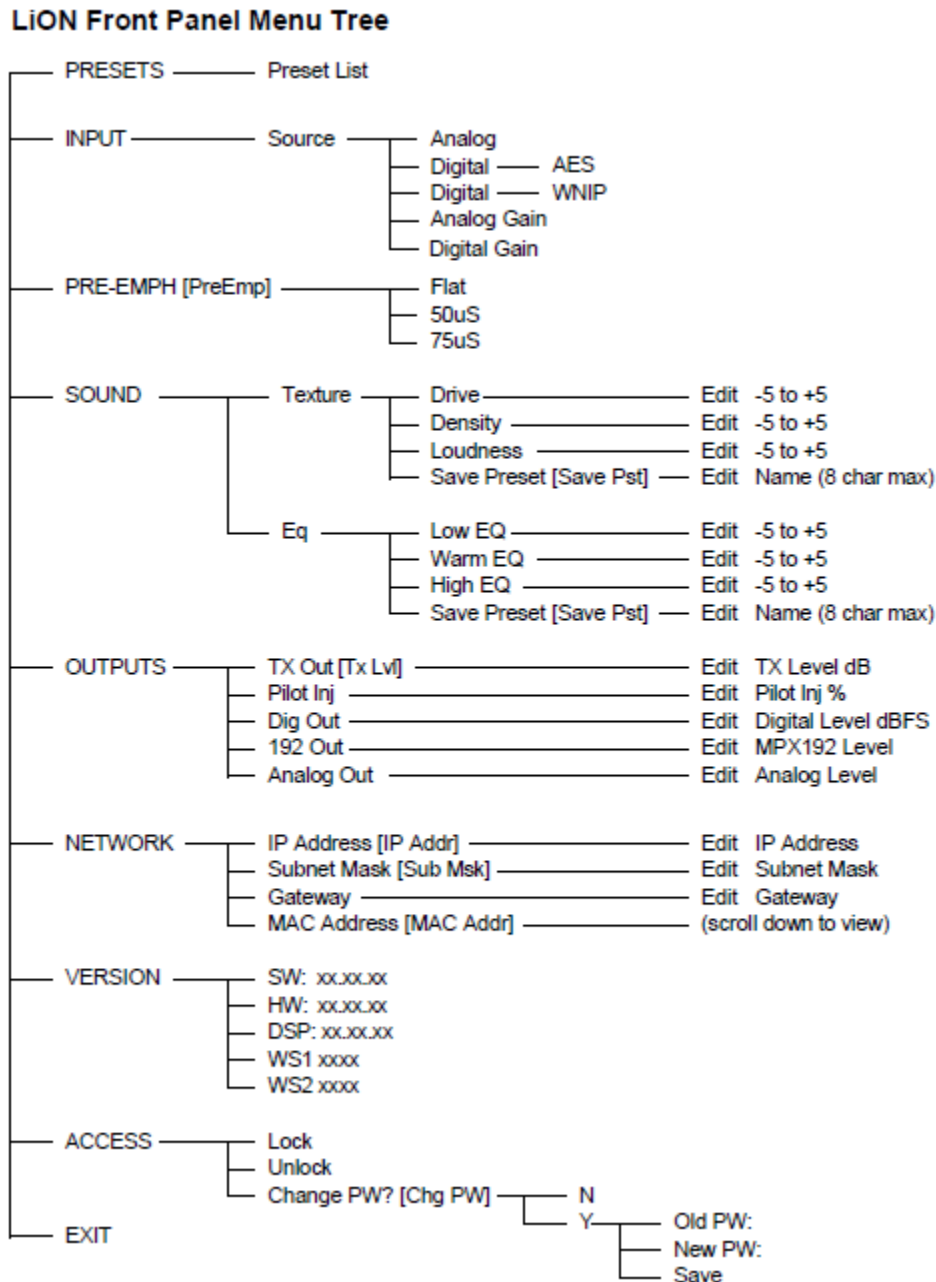 LiON Front Panel Menu Tree
PRESETS Preset List
INPUT Source Analog
Digital AES
Digital WNIP
Analog Gain
Digital Gain
PRE-EMPH [PreEmp] Flat
50uS
75uS
SOUND Texture Drive Edit -5 to +5
Density Edit -5 to +5
Loudness Edit -5 to +5
Save Preset [Save Pst] Edit Name (8 char max)
Eq Low EQ Edit -5 to +5
Warm EQ Edit -5 to +5
High EQ Edit -5 to +5
Save Preset [Save Pst] Edit Name (8 char max)
OUTPUTS TX Out [Tx Lvl] Edit TX Level dB
Pilot Inj Edit Pilot Inj %
Dig Out Edit Digital Level dBFS
192 Out Edit MPX192 Level
Analog Out Edit Analog Level
NETWORK IP Address [IP Addr] Edit IP Address
Subnet Mask [Sub Msk] Edit Subnet Mask
Gateway Edit Gateway
MAC Address [MAC Addr] (scroll down to view)
VERSION SW: xx.xx.xx
HW: xx.xx.xx
DSP: xx.xx.xx
WS1 xxxx
WS2 xxxx
ACCESS Lock
Unlock
Change PW? [Chg PW] N
Y Old PW:
EXIT New PW:
Save